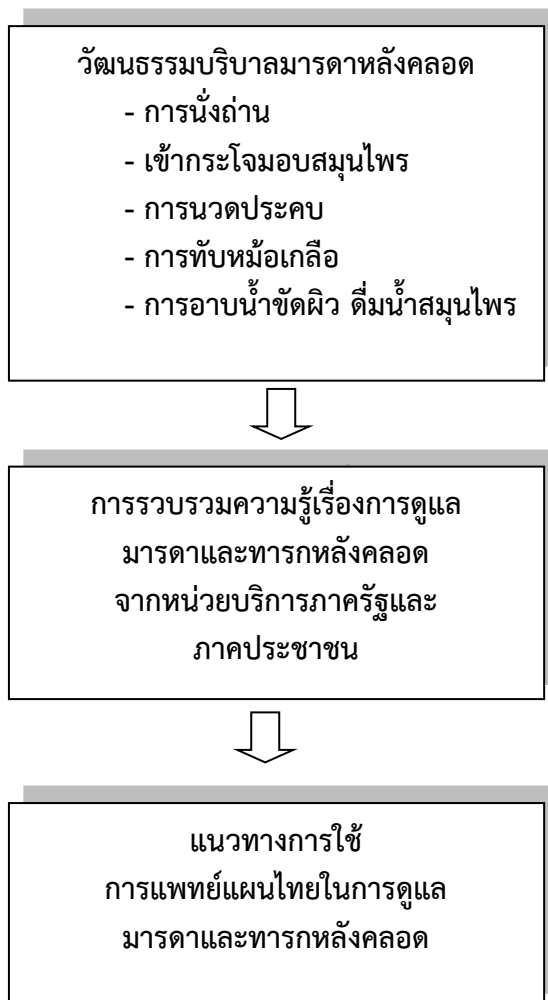 วัฒนธรรมบริบาลมารดาหลังคลอด
- การนั่งถ่าน
- เข้ากระโจมอบสมุนไพร
- การนวดประคบ
- การทับหม้อเกลือ
- การอาบน้ำขัดผิว ดื่มน้ำสมุนไพร
การรวบรวมความรู้เรื่องการดูแล
มารดาและทารกหลังคลอด
จากหน่วยบริการภาครัฐและ
ภาคประชาชน
แนวทางการใช้
การแพทย์แผนไทยในการดูแล
มารดาและทารกหลังคลอด